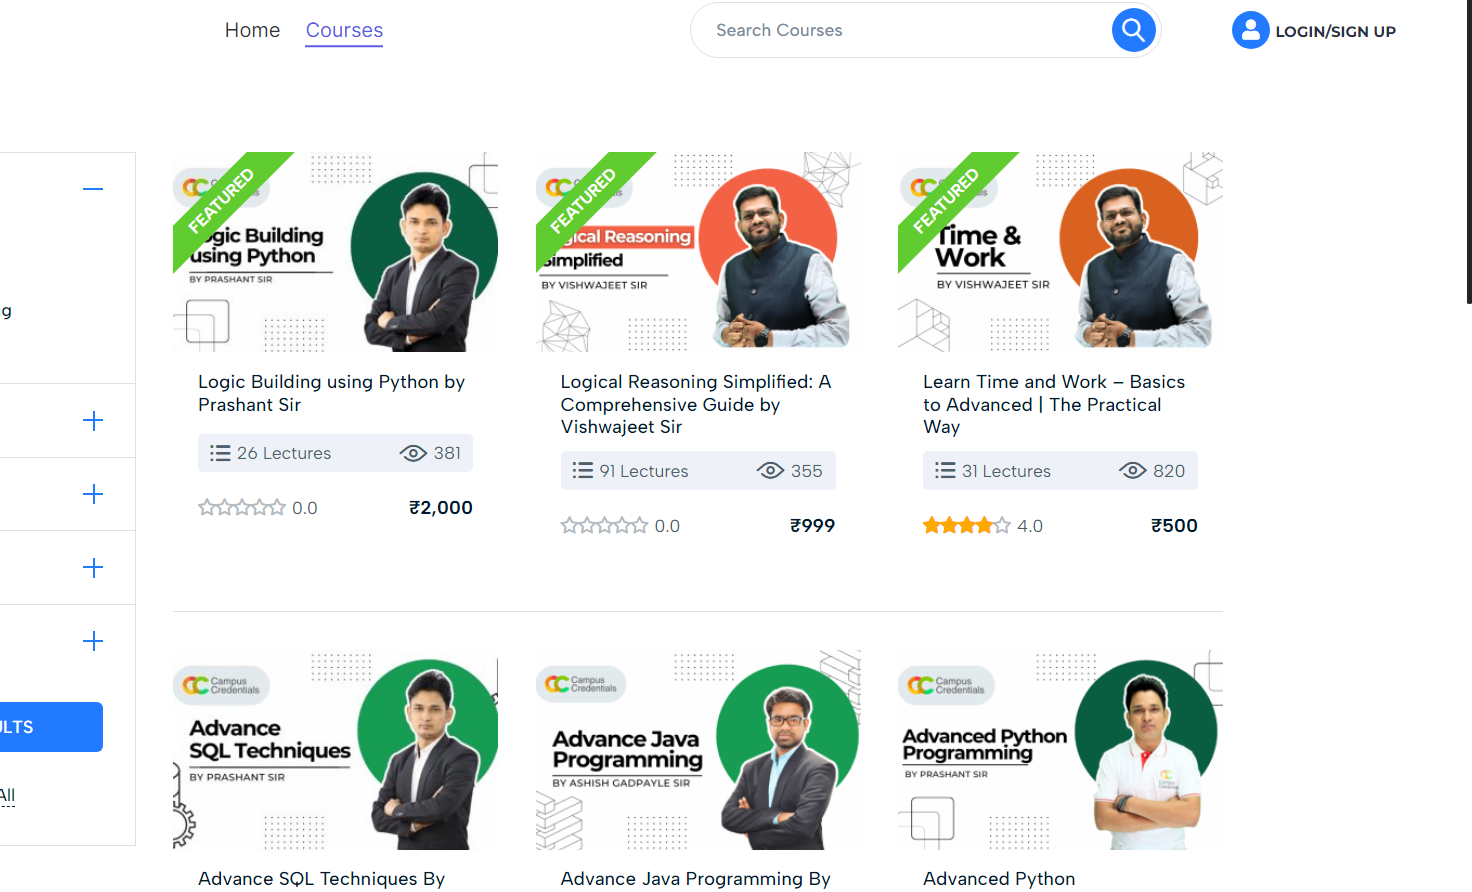 Home
Courses
Search Courses
LOGIN/SIGN UP
FEATURED
Building
using Python
BY PRASHANT SIR
FEATURED
Reasoning
Simplified
BY VISHWAJEET SIR
FEATURED
Time &
Work
BY VISHWAJEET SIR
Logic Building using Python by
Prashant Sir
26 Lectures
381
0.0
₹2,000
Logical Reasoning Simplified: A
Comprehensive Guide by
Vishwajeet Sir
91 Lectures
355
0.0
₹999
Learn Time and Work – Basics
to Advanced | The Practical
Way
31 Lectures
820
4.0
₹500
All
Campus
Credentials
Advance
SQL Techniques
BY PRASHANT SIR
Campus
Credentials
Advance Java
Programming
BY ASHISH GADPAYLE SIR
Campus
Credentials
Advanced Python
Programming
BY PRASHANT SIR
Advance SQL Techniques By
Advance Java Programming By
Advanced Python